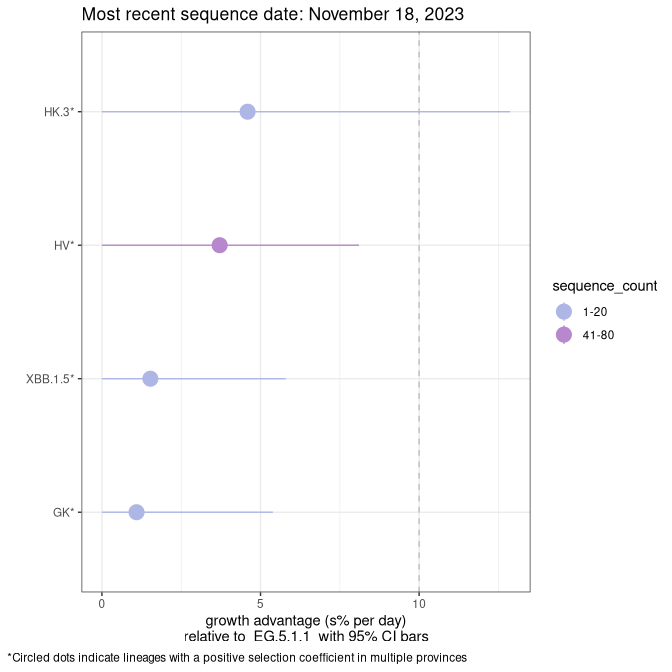 Most recent sequence date: November 18, 2023
HK.3*
HV*
XBB.1.5*
GK*
0 5 10
growth advantage (s% per day)
relative to EG.5.1.1 with 95% CI bars
sequence_count
1-20
41-80
*Circled dots indicate lineages with a positive selection coefficient in multiple provinces